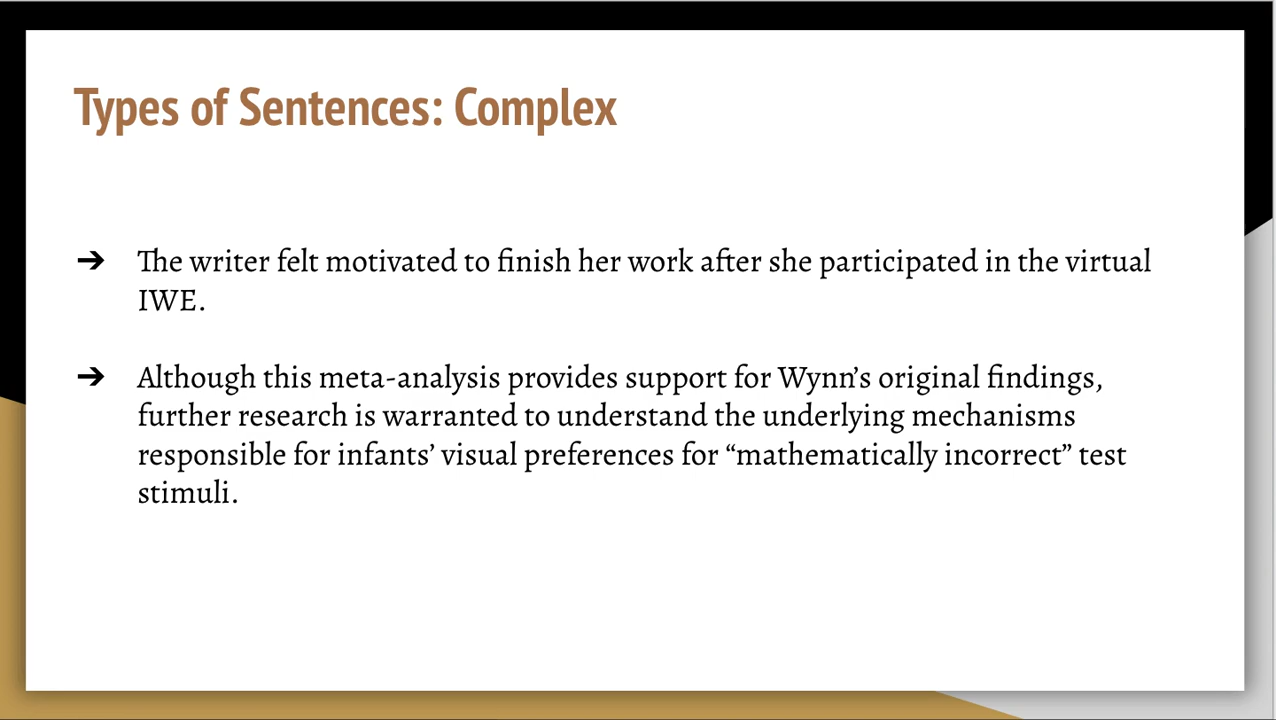 Types of Sentences: Complex
➔ The writer felt motivated to finish her work after she participated in the virtual
IWE.
➔ Although this meta-analysis provides support for Wynn’s original findings,
further research is warranted to understand the underlying mechanisms
responsible for infants’ visual preferences for “mathematically incorrect” test
stimuli.